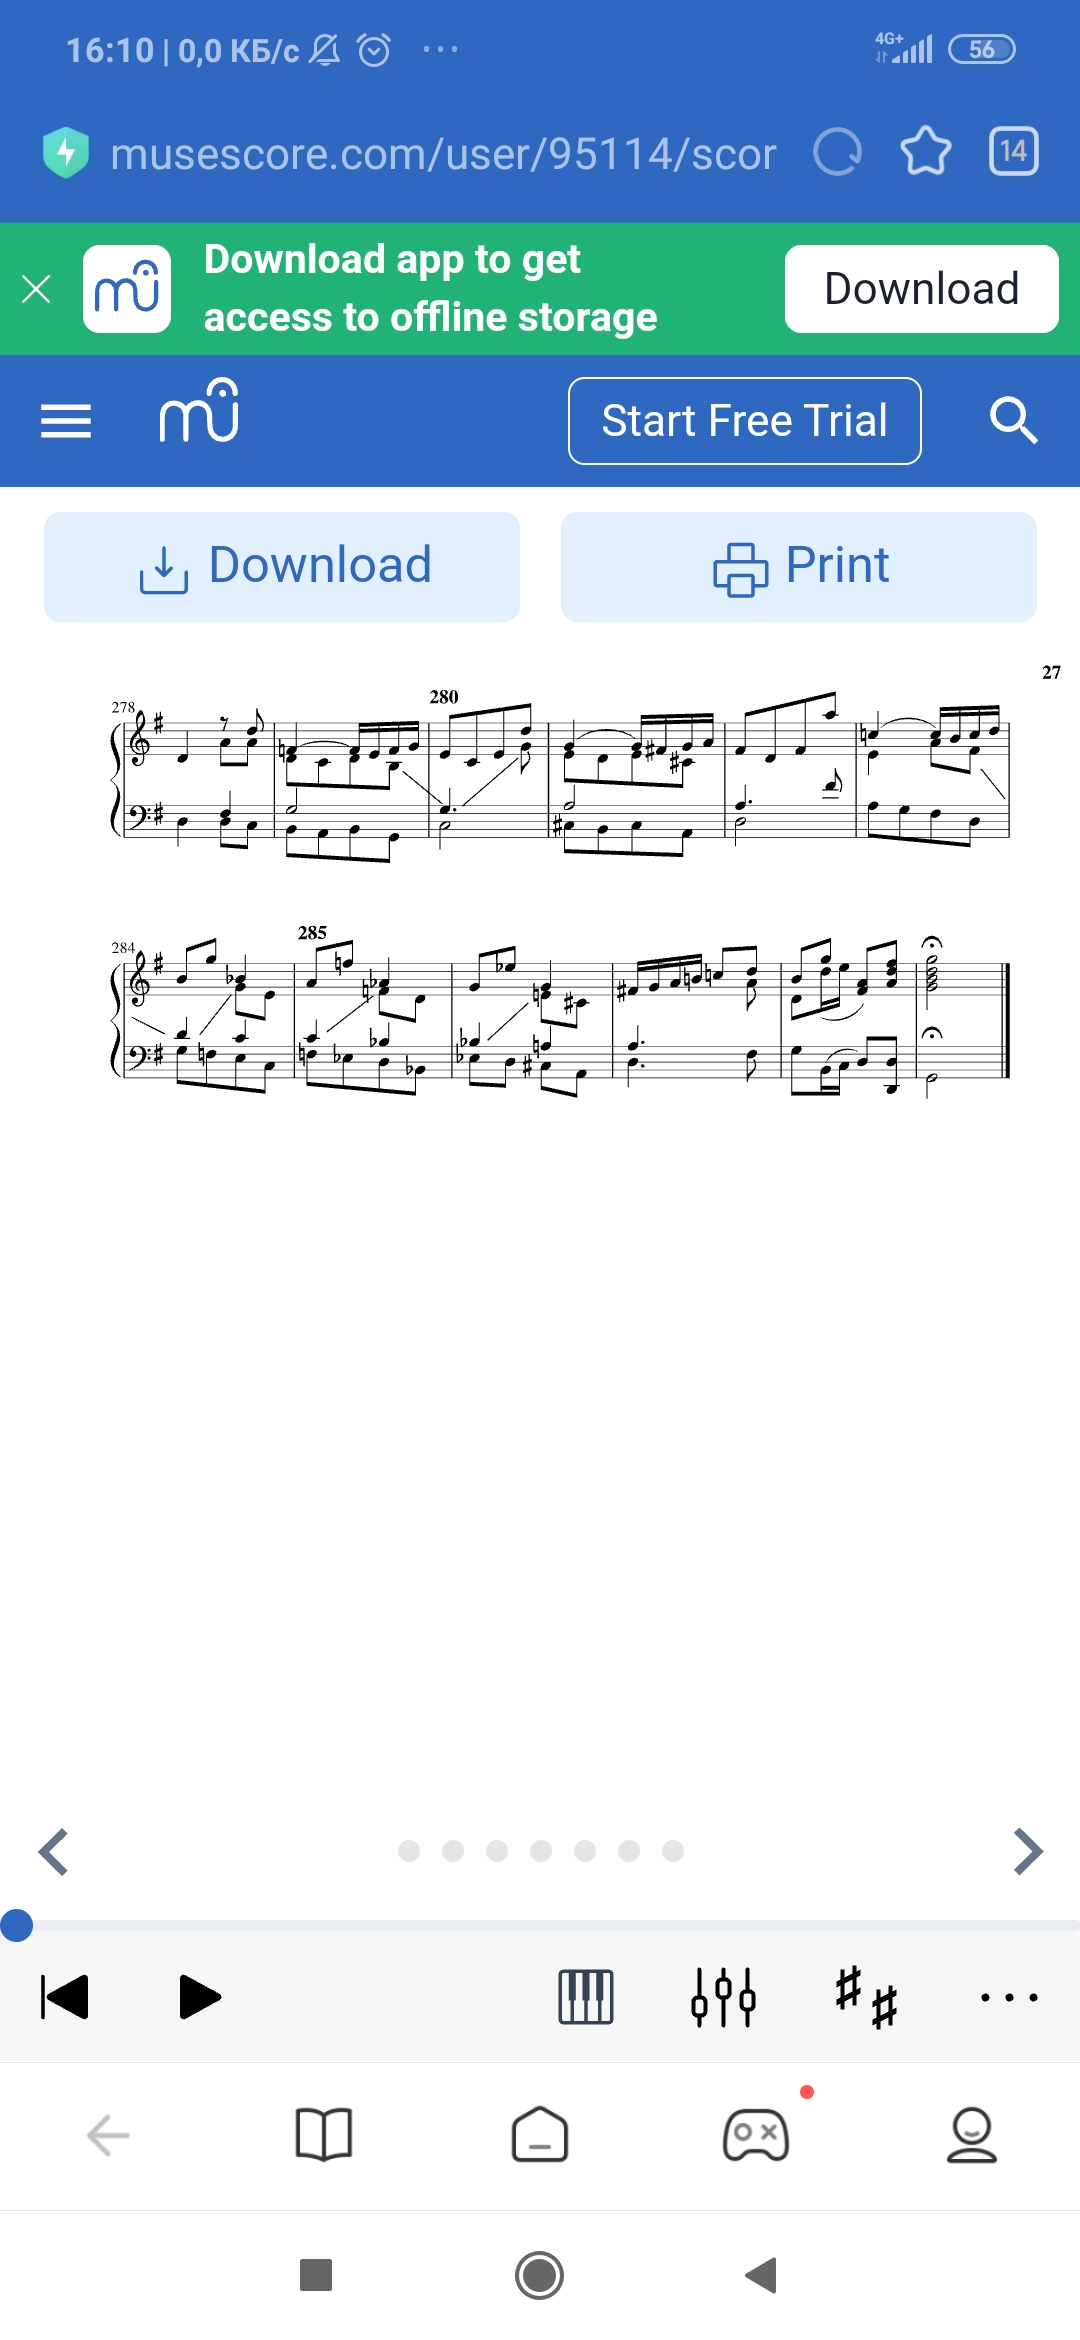 16:10 | 0,0 КБ/с ... 4G+ 56
musescore.com/user/95114/scor 14
Download app to get
access to offline storage
Download
Start Free Trial
Download
Print
27
278
280
284
285